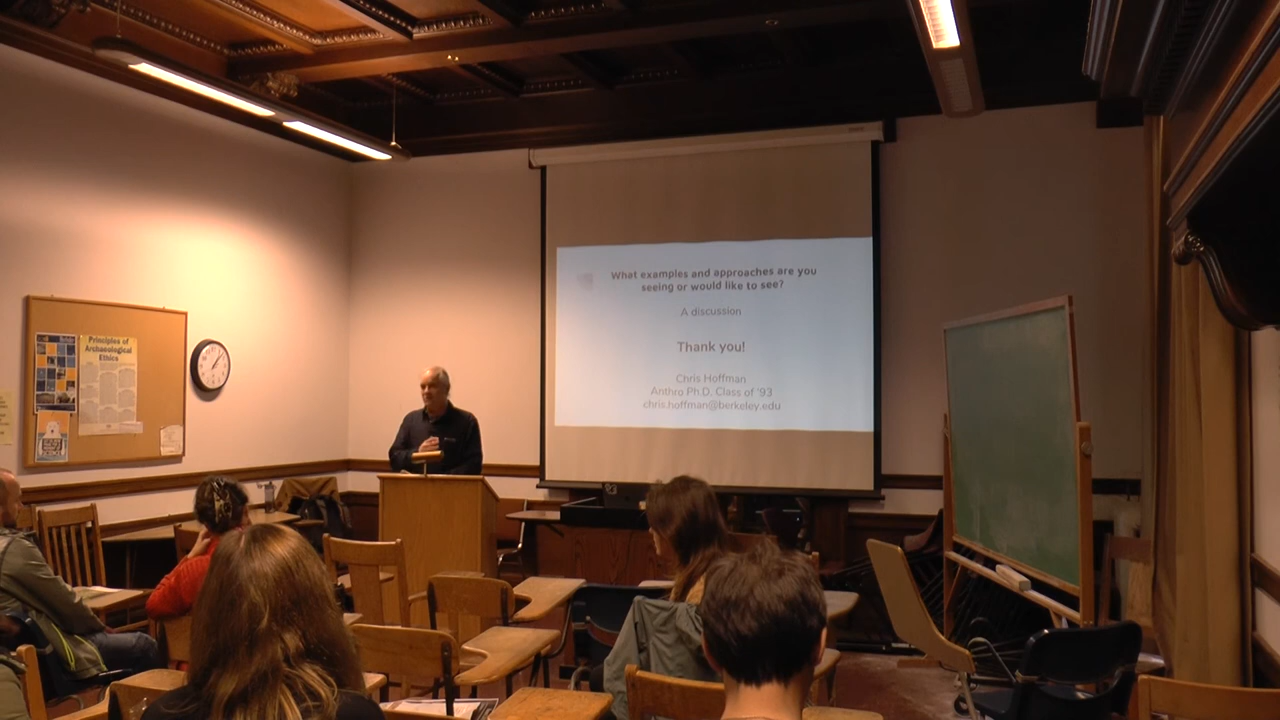 Principles of
Archaeological
Ethics
What examples and approaches are you
seeing or would like to see?
A discussion
Thank you!
Chris Hoffman
Anthro Ph.D. Class of '93
chris.hoffman@berkeley.edu